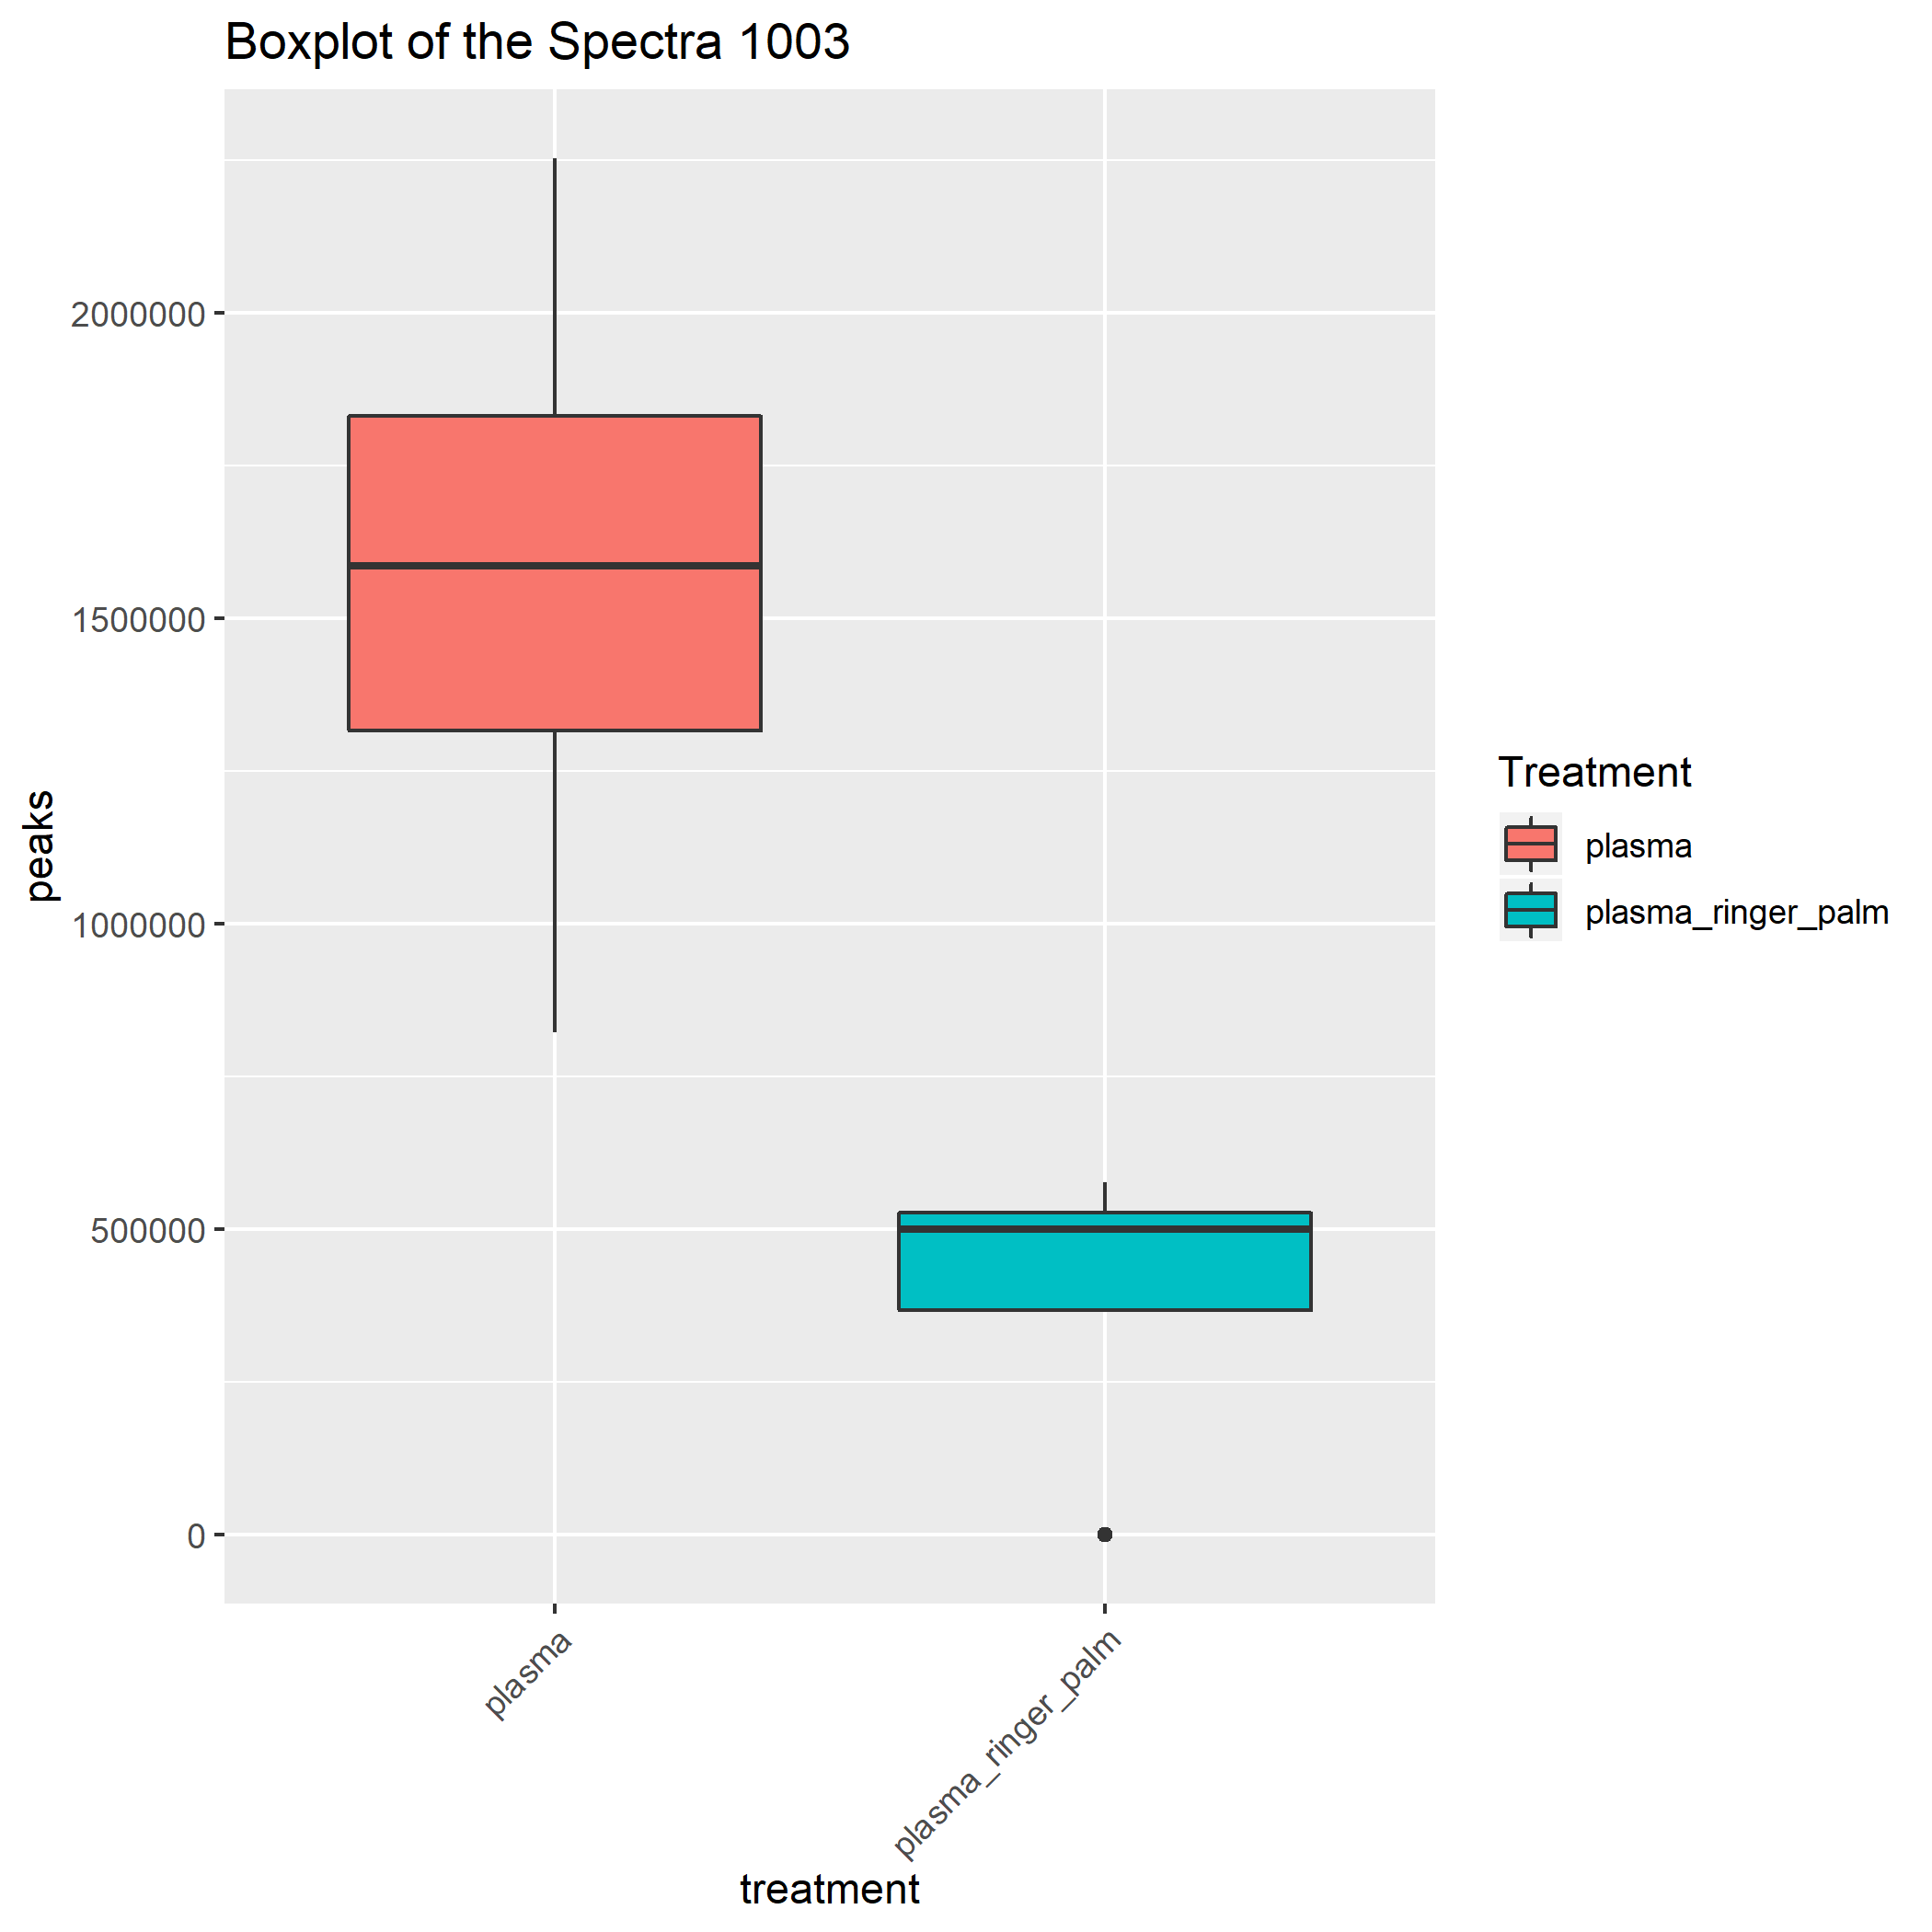 Boxplot of the Spectra 1003
peaks
2000000
1500000
1000000
500000
0
plasma
plasma_ringer_palm
treatment
Treatment
plasma
plasma_ringer_palm